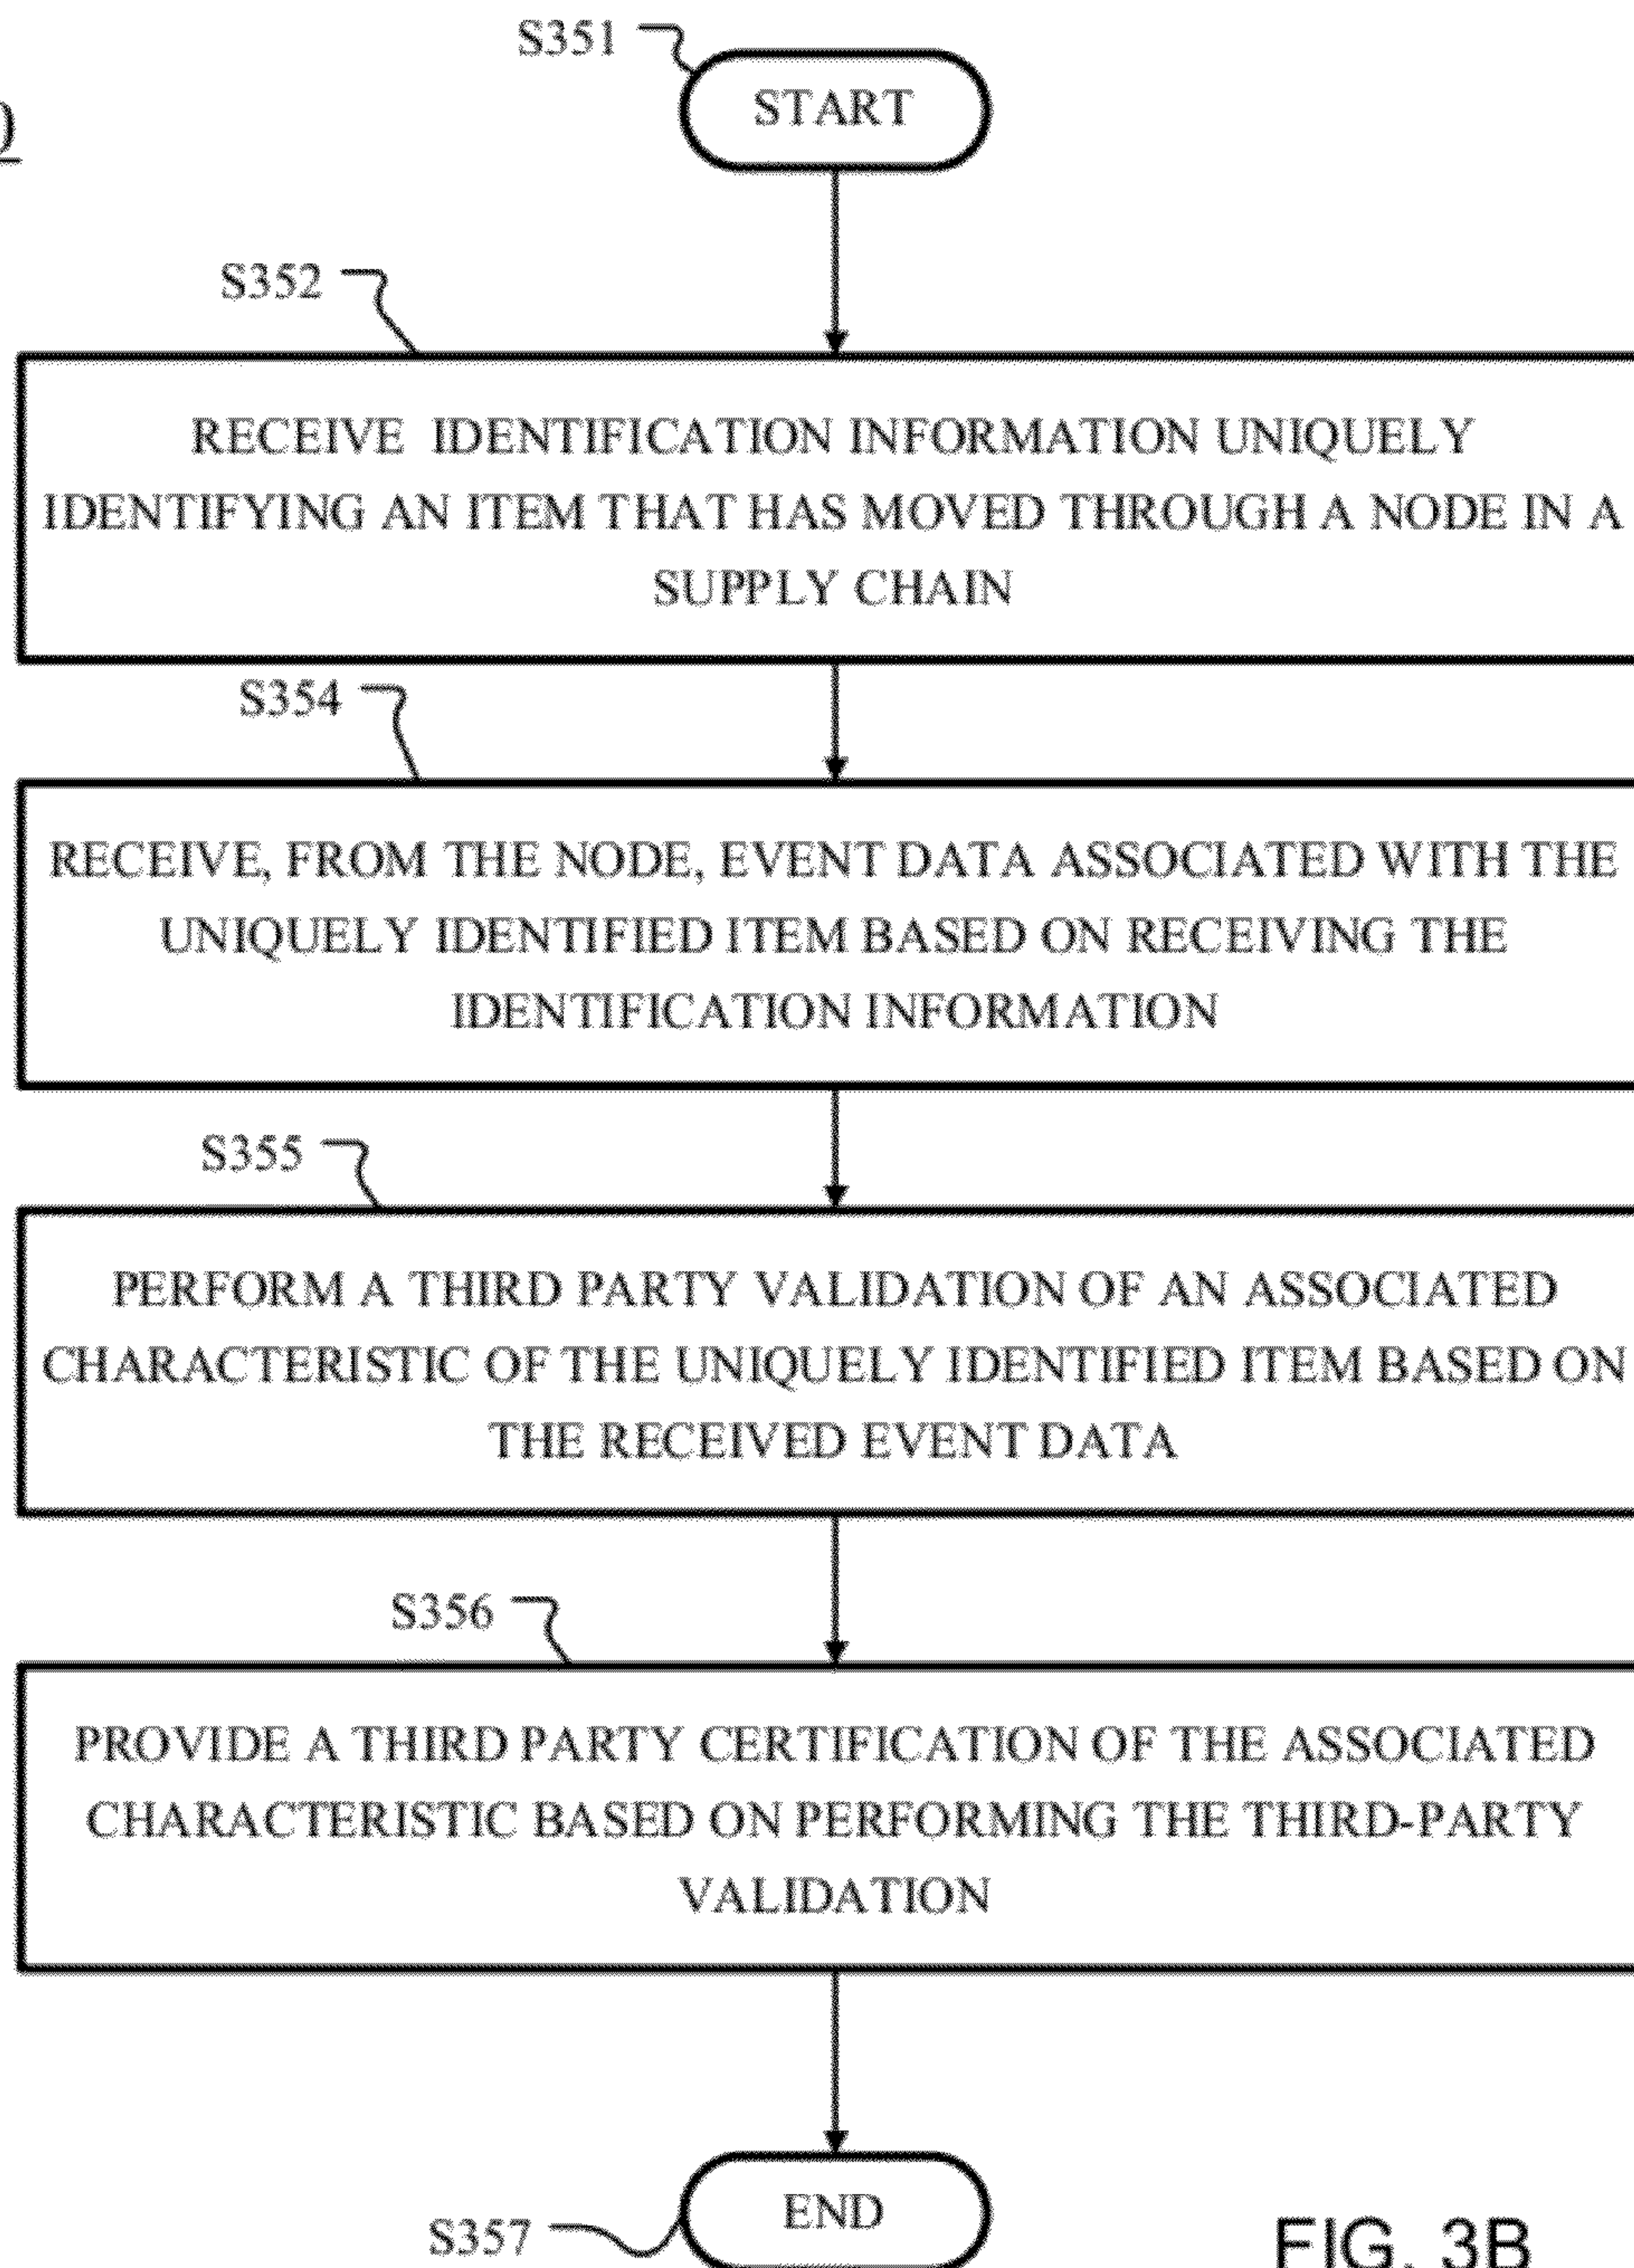 S351
START
S352
RECEIVE IDENTIFICATION INFORMATION UNIQUELY
IDENTIFYING AN ITEM THAT HAS MOVED THROUGH A NODE IN A
SUPPLY CHAIN
S354
RECEIVE, FROM THE NODE, EVENT DATA ASSOCIATED WITH THE
UNIQUELY IDENTIFIED ITEM BASED ON RECEIVING THE
IDENTIFICATION INFORMATION
S355
PERFORM A THIRD PARTY VALIDATION OF AN ASSOCIATED
CHARACTERISTIC OF THE UNIQUELY IDENTIFIED ITEM BASED ON
THE RECEIVED EVENT DATA
S356
PROVIDE A THIRD PARTY CERTIFICATION OF THE ASSOCIATED
CHARACTERISTIC BASED ON PERFORMING THE THIRD-PARTY
VALIDATION
END
S357
FIG. 3B